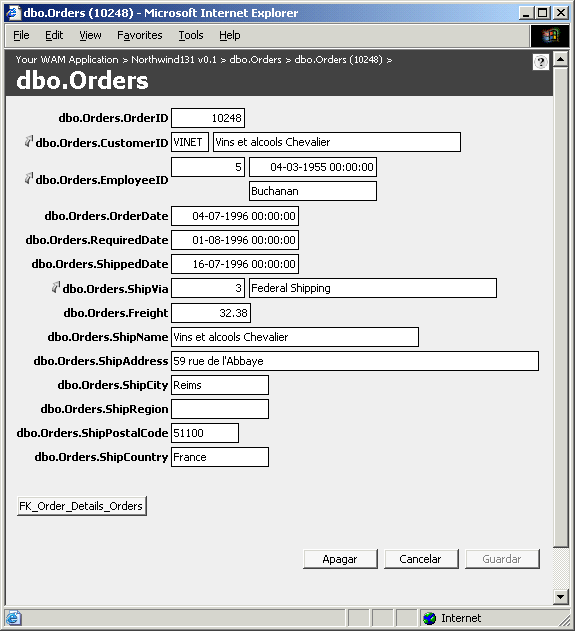 dbo.Orders (10248) - Microsoft Internet Explorer
File Edit View Favorites Tools Help
Your WAM Application > Northwind131 v0.1 > dbo.Orders > dbo.Orders (10248) >
?
dbo.Orders
dbo.Orders.OrderID 10248
dbo.Orders.CustomerID VINET Vins et alcools Chevalier
dbo.Orders.EmployeeID 5 04-03-1955 00:00:00
Buchanan
dbo.Orders.OrderDate 04-07-1996 00:00:00
dbo.Orders.RequiredDate 01-08-1996 00:00:00
dbo.Orders.ShippedDate 16-07-1996 00:00:00
dbo.Orders.ShipVia 3 Federal Shipping
dbo.Orders.Freight 32.38
dbo.Orders.ShipName Vins et alcools Chevalier
dbo.Orders.ShipAddress 59 rue de l'Abbaye
dbo.Orders.ShipCity Reims
dbo.Orders.ShipRegion
dbo.Orders.ShipPostalCode 51100
dbo.Orders.ShipCountry France
FK_Order_Details_Orders
Apagar Cancelar Guardar
Internet